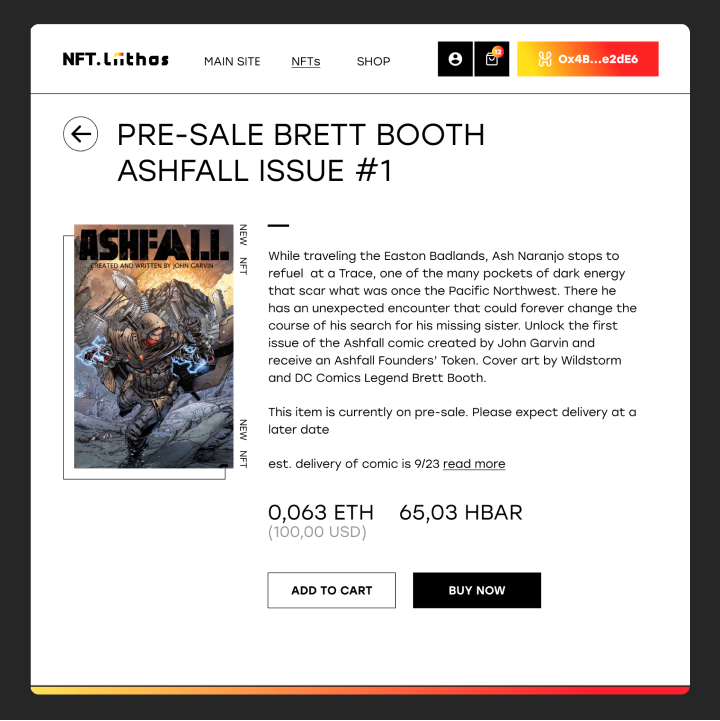 NFT.Liithos
MAIN SITE
NFTs
SHOP
12
Ox4B...e2dE6
PRE-SALE BRETT BOOTH
ASHFALL ISSUE #1
ASHFALL
CREATED AND WRITTEN BY JOHN GARVIN
NEW NFT
NEW NFT
While traveling the Easton Badlands, Ash Naranjo stops to
refuel at a Trace, one of the many pockets of dark energy
that scar what was once the Pacific Northwest. There he
has an unexpected encounter that could forever change the
course of his search for his missing sister. Unlock the first
issue of the Ashfall comic created by John Garvin and
receive an Ashfall Founders’ Token. Cover art by Wildstorm
and DC Comics Legend Brett Booth.
This item is currently on pre-sale. Please expect delivery at a
later date
est. delivery of comic is 9/23 read more
0,063 ETH
65,03 HBAR
(100,00 USD)
ADD TO CART
BUY NOW